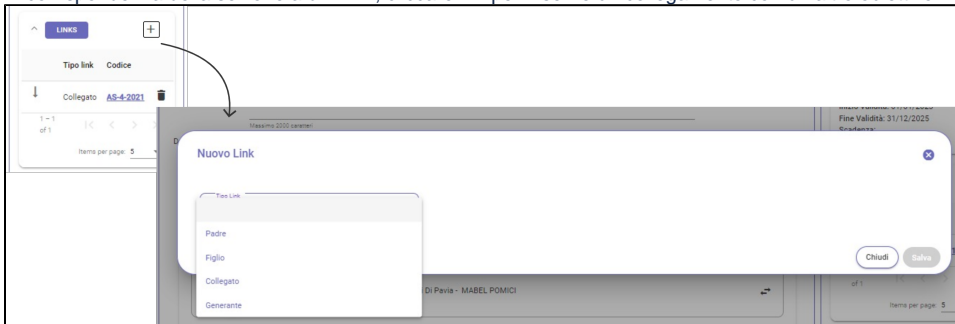 LINKS
Tipo link Codice
Collegato AS-4-2021
1 – 1
of 1
Items per page: 5
Massimo 2000 caratteri
Fine Validità: 31/12/2025
Scadenza:
Nuovo Link
Tipo Link
Padre
Figlio
Collegato
Generante
Chiudi Salva
Di Pavia - MABEL POMICI
of 1
Items per page: 5